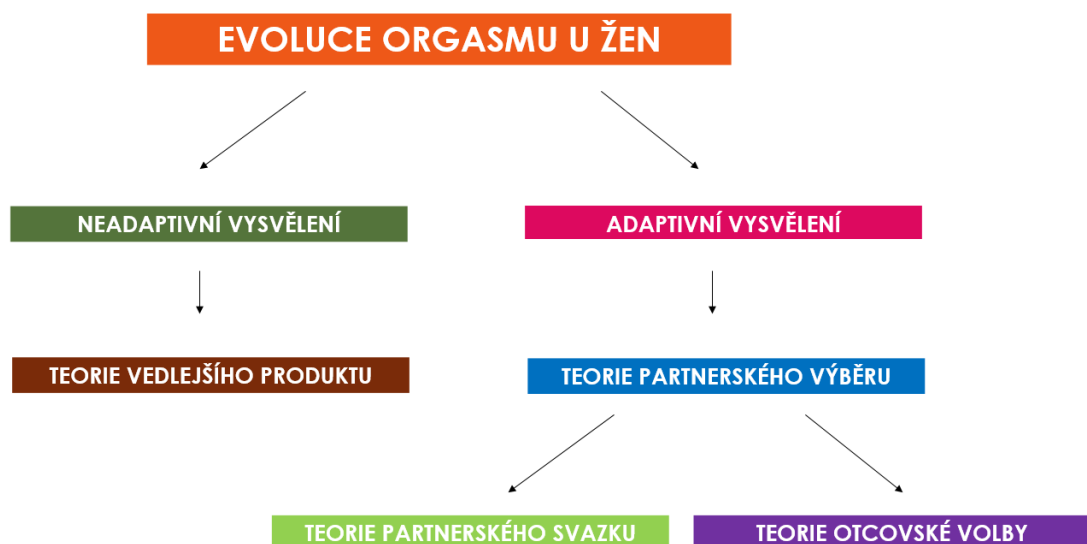 EVOLUCE ORGASMU U ŽEN
NEADAPTIVNÍ VYSVĚLENÍ
ADAPTIVNÍ VYSVĚLENÍ
TEORIE VEDLEJŠÍHO PRODUKTU
TEORIE PARTNERSKÉHO VÝBĚRU
TEORIE PARTNERSKÉHO SVAZKU
TEORIE OTCOVSKÉ VOLBY